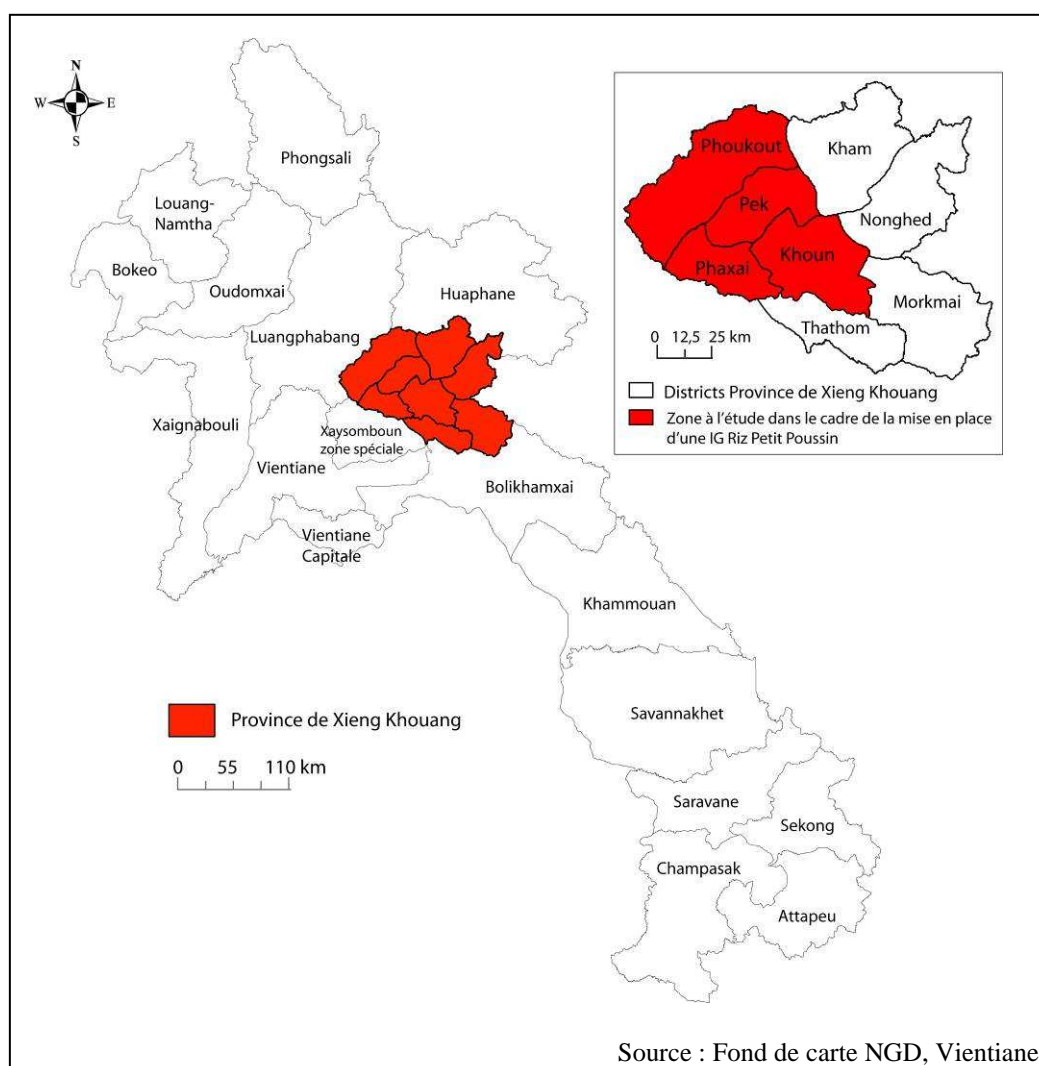 N
W E
S
Phongsali
Louang-
Namtha
Bokeo
Oudomxai
Huaphane
Luangphabang
Xaignabouli
Xaysomboun
zone spéciale
Vientiane
Bolikhamxai
Vientiane
Capitale
Khammouan
Savannakhet
Saravane
Sekong
Champasak
Attapeu
Province de Xieng Khouang
0 55 110 km
Phoukout
Kham
Pek
Nonghed
Khoun
Phaxai
Morkmai
Thathom
0 12,5 25 km
Districts Province de Xieng Khouang
Zone à l'étude dans le cadre de la mise en place
d'une IG Riz Petit Poussin
Source : Fond de carte NGD, Vientiane